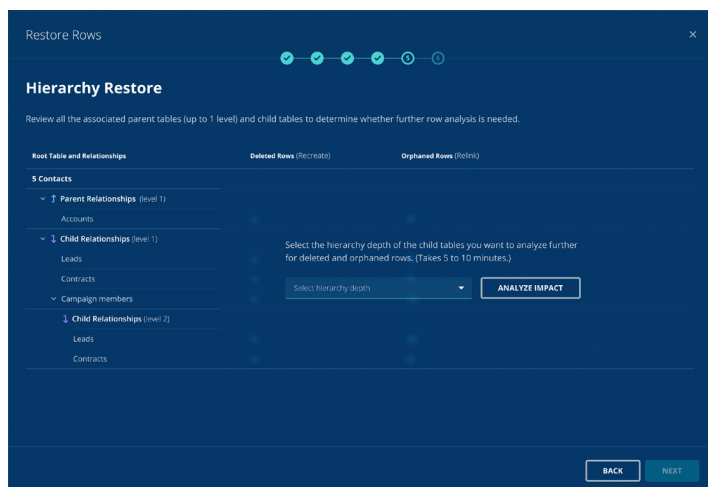 Restore Rows
×
5
6
Hierarchy Restore
Review all the associated parent tables (up to 1 level) and child tables to determine whether further row analysis is needed.
Root Table and Relationships
Deleted Rows (Recreate)
Orphaned Rows (Relink)
5 Contacts
Parent Relationships (level 1)
Accounts
Child Relationships (level 1)
Leads
Contracts
Campaign members
Child Relationships (level 2)
Leads
Contracts
Select the hierarchy depth of the child tables you want to analyze further
for deleted and orphaned rows. (Takes 5 to 10 minutes.)
Select hierarchy depth
ANALYZE IMPACT
BACK
NEXT